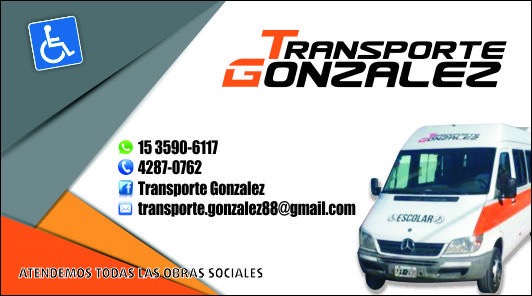 TRANSPORTE
GONZALEZ
15 3590-6117
4287-0762
Transporte Gonzalez
transporte.gonzalez88@gmail.com
TRANSPORTE
GONZALEZ
ESCOLAR
ATENDEMOS TODAS LAS OBRAS SOCIALES